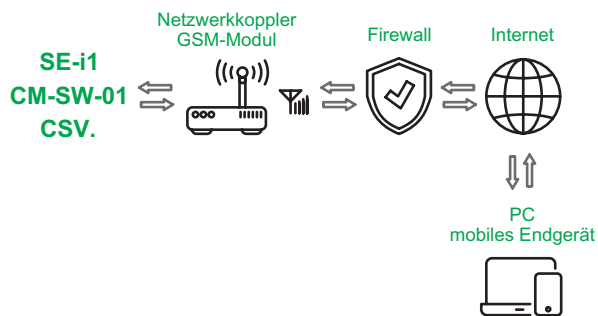 Netzwerkkoppler
GSM-Modul
Firewall
Internet
SE-i1
CM-SW-01
CSV.
PC
mobiles Endgerät